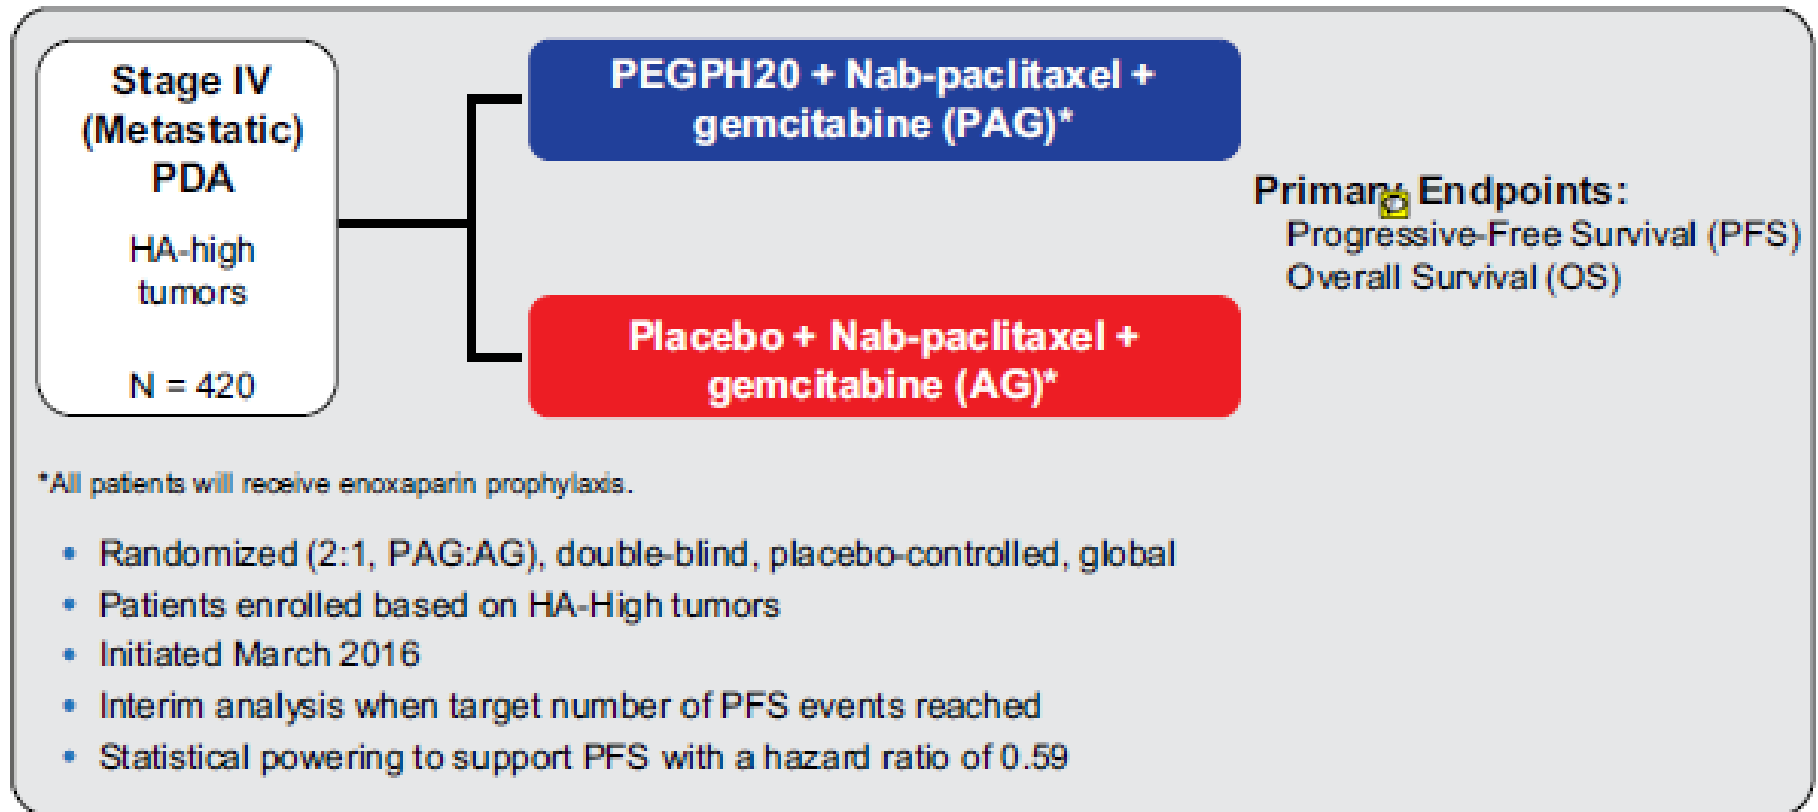 Stage IV
(Metastatic)
PDA
HA-high
tumors
N = 420
PEGPH20 + Nab-paclitaxel +
gemcitabine (PAG)*
Placebo + Nab-paclitaxel +
gemcitabine (AG)*
Primary Endpoints:
Progressive-Free Survival (PFS)
Overall Survival (OS)
*All patients will receive enoxaparin prophylaxis.
• Randomized (2:1, PAG:AG), double-blind, placebo-controlled, global
• Patients enrolled based on HA-High tumors
• Initiated March 2016
• Interim analysis when target number of PFS events reached
• Statistical powering to support PFS with a hazard ratio of 0.59